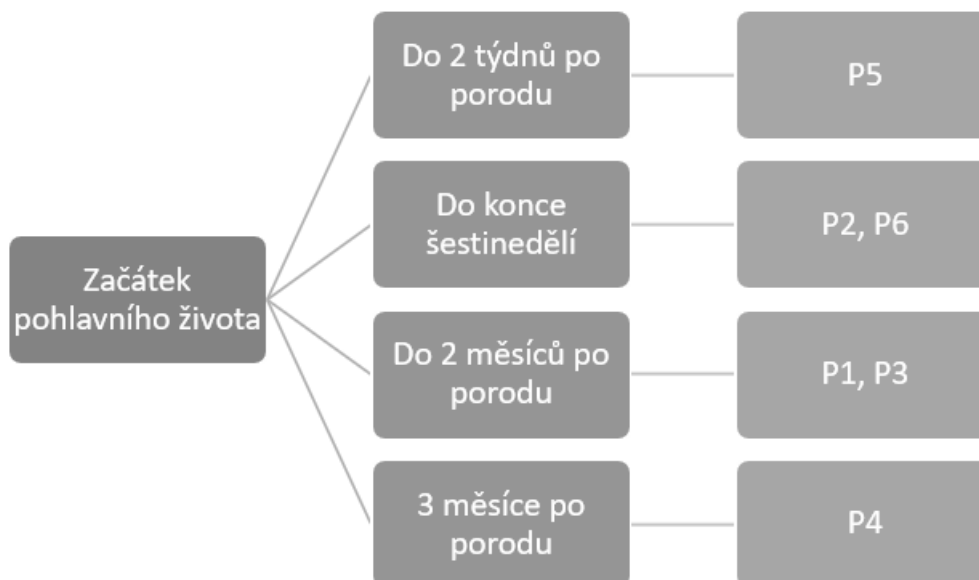 Začátek
pohlavního života
Do 2 týdnů po
porodu
P5
Do konce
šestinedělí
P2, P6
Do 2 měsíců po
porodu
P1, P3
3 měsíce po
porodu
P4